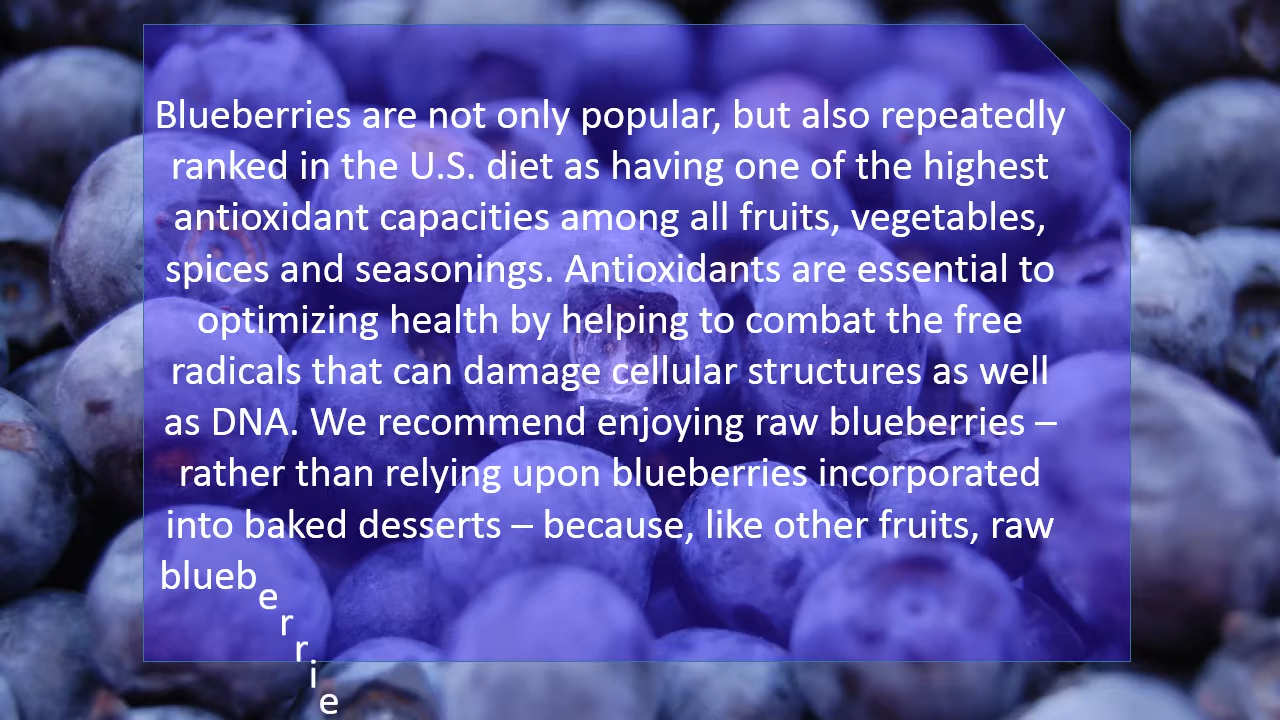 Blueberries are not only popular, but also repeatedly
ranked in the U.S. diet as having one of the highest
antioxidant capacities among all fruits, vegetables,
spices and seasonings. Antioxidants are essential to
optimizing health by helping to combat the free
radicals that can damage cellular structures as well
as DNA. We recommend enjoying raw blueberries –
rather than relying upon blueberries incorporated
into baked desserts – because, like other fruits, raw
blueberrie